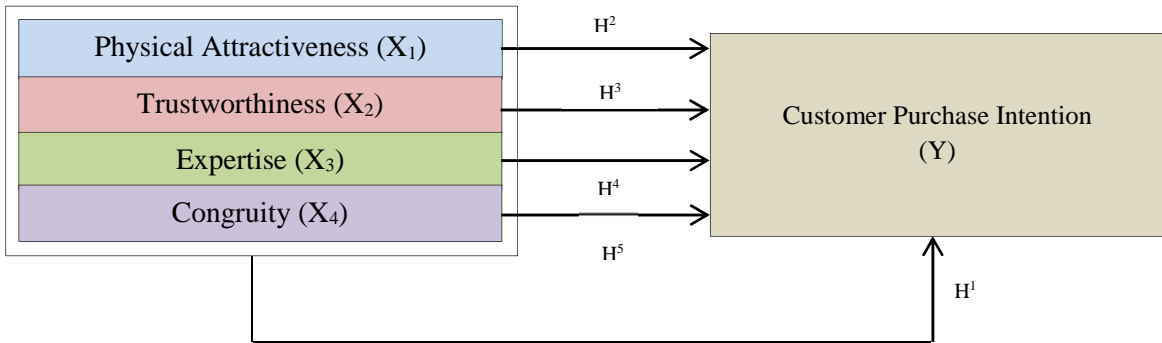 Physical Attractiveness (X₁)
Trustworthiness (X₂)
Expertise (X₃)
Congruity (X₄)
H²
H³
H⁴
H⁵
Customer Purchase Intention
(Y)
H¹